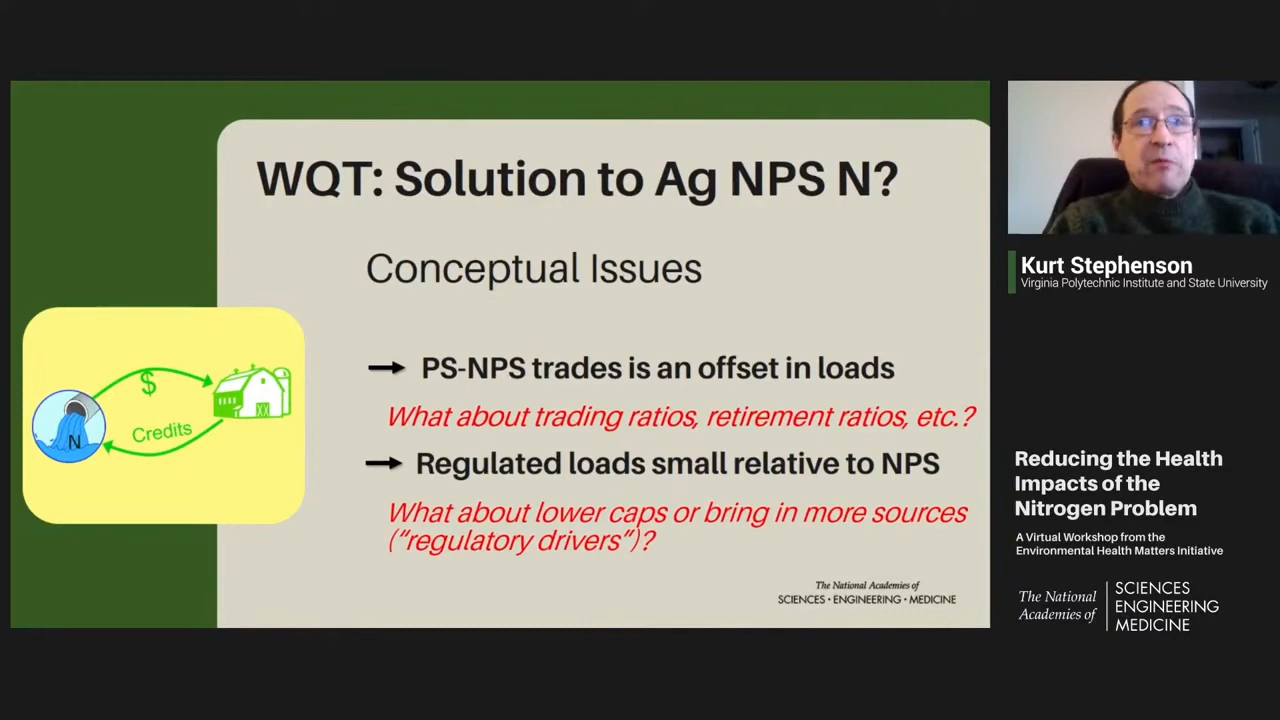 WQT: Solution to Ag NPS N?
Conceptual Issues
PS-NPS trades is an offset in loads
What about trading ratios, retirement ratios, etc.?
Regulated loads small relative to NPS
What about lower caps or bring in more sources
("regulatory drivers")?
$
N
Credits
The National Academies of
SCIENCES • ENGINEERING • MEDICINE
Kurt Stephenson
Virginia Polytechnic Institute and State University
Reducing the Health
Impacts of the
Nitrogen Problem
A Virtual Workshop from the
Environmental Health Matters Initiative
The National
Academies of
SCIENCES
ENGINEERING
MEDICINE